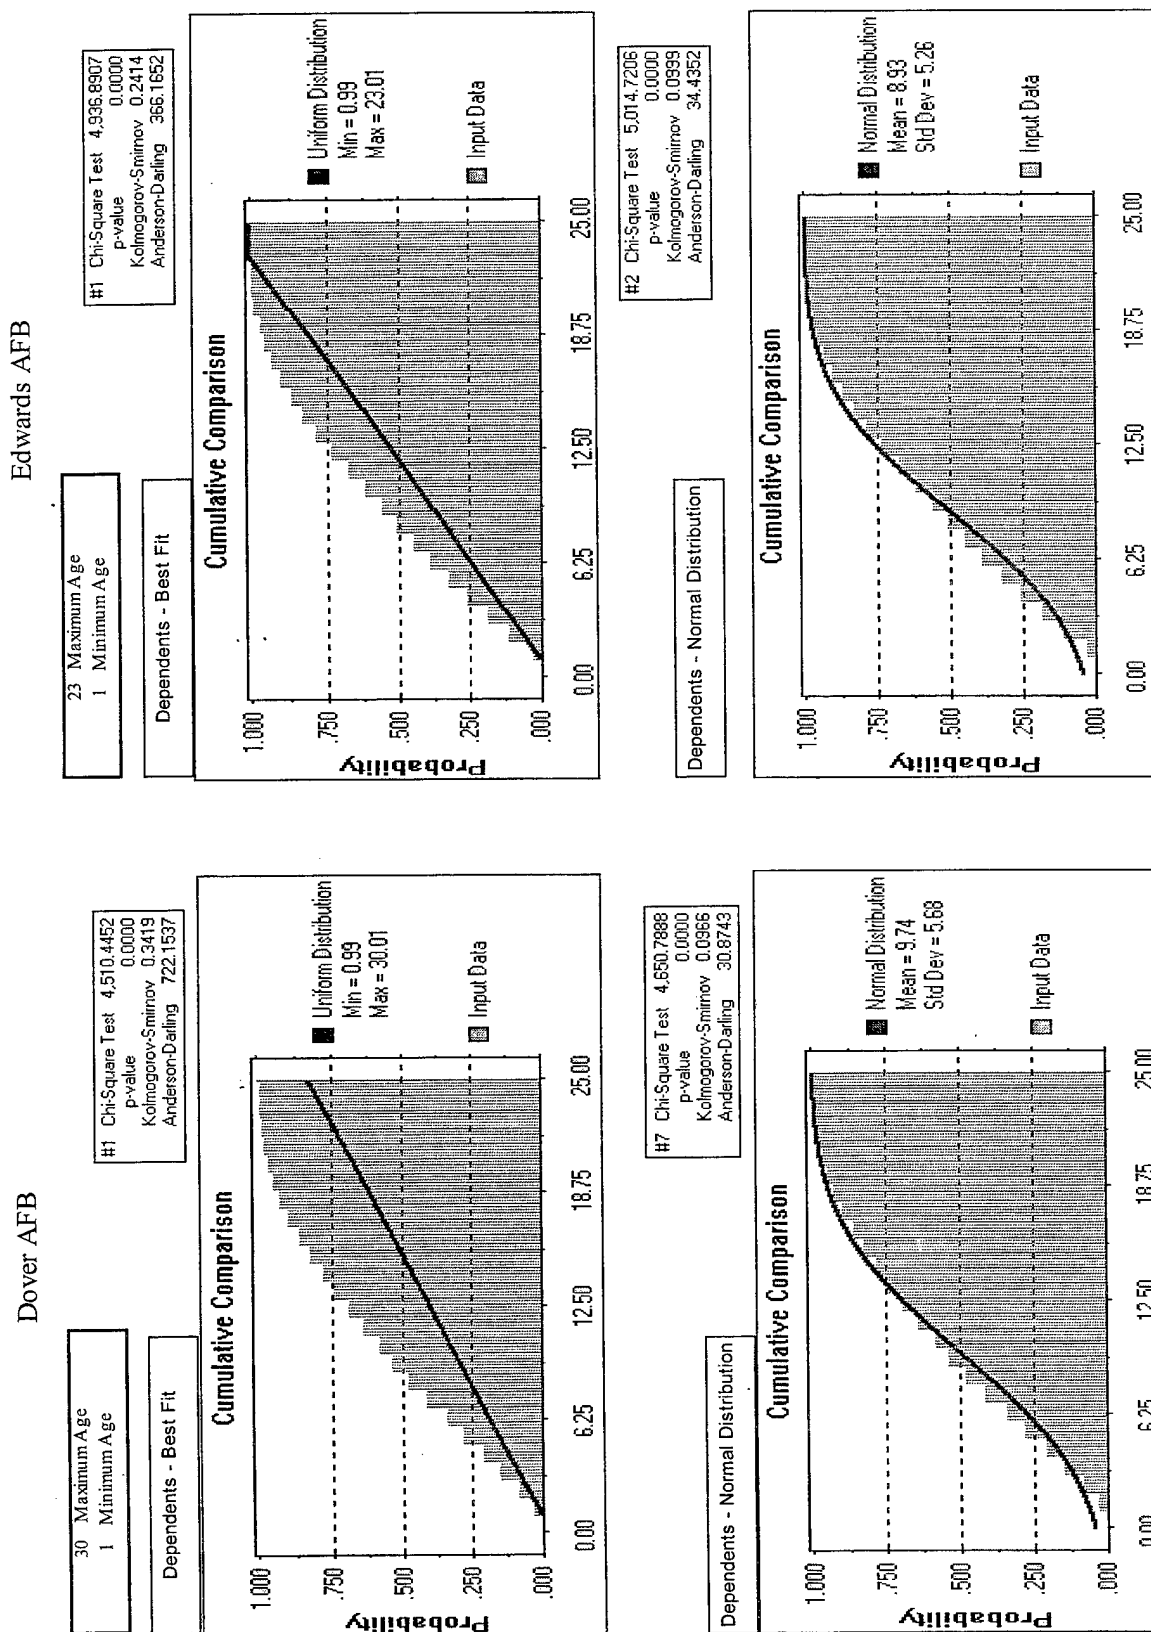 Dover AFB
30 Maximum Age
1 Minimum Age
Dependents - Best Fit
#1 Chi-Square Test 4,510.4452
p-value 0.0000
Kolmogorov-Smirnov 0.3419
Anderson-Darling 722.1537
Cumulative Comparison
Probability
1.000
.750
.500
.250
.000
0.00
6.25
12.50
18.75
25.00
Uniform Distribution
Min = 0.99
Max = 30.01
Input Data
Dependents - Normal Distribution
#7 Chi-Square Test 4,650.7888
p-value 0.0000
Kolmogorov-Smirnov 0.0966
Anderson-Darling 30.8743
Cumulative Comparison
Probability
1.000
.750
.500
.250
.000
0.00
6.25
12.50
18.75
25.00
Normal Distribution
Mean = 9.74
Std Dev = 5.68
Input Data
Edwards AFB
23 Maximum Age
1 Minimum Age
Dependents - Best Fit
#1 Chi-Square Test 4,936.8907
p-value 0.0000
Kolmogorov-Smirnov 0.2414
Anderson-Darling 366.1652
Cumulative Comparison
Probability
1.000
.750
.500
.250
.000
0.00
6.25
12.50
18.75
25.00
Uniform Distribution
Min = 0.99
Max = 23.01
Input Data
Dependents - Normal Distribution
#2 Chi-Square Test 5,014.7206
p-value 0.0000
Kolmogorov-Smirnov 0.0999
Anderson-Darling 34.4352
Cumulative Comparison
Probability
1.000
.750
.500
.250
.000
0.00
6.25
12.50
18.75
25.00
Normal Distribution
Mean = 8.93
Std Dev = 5.26
Input Data